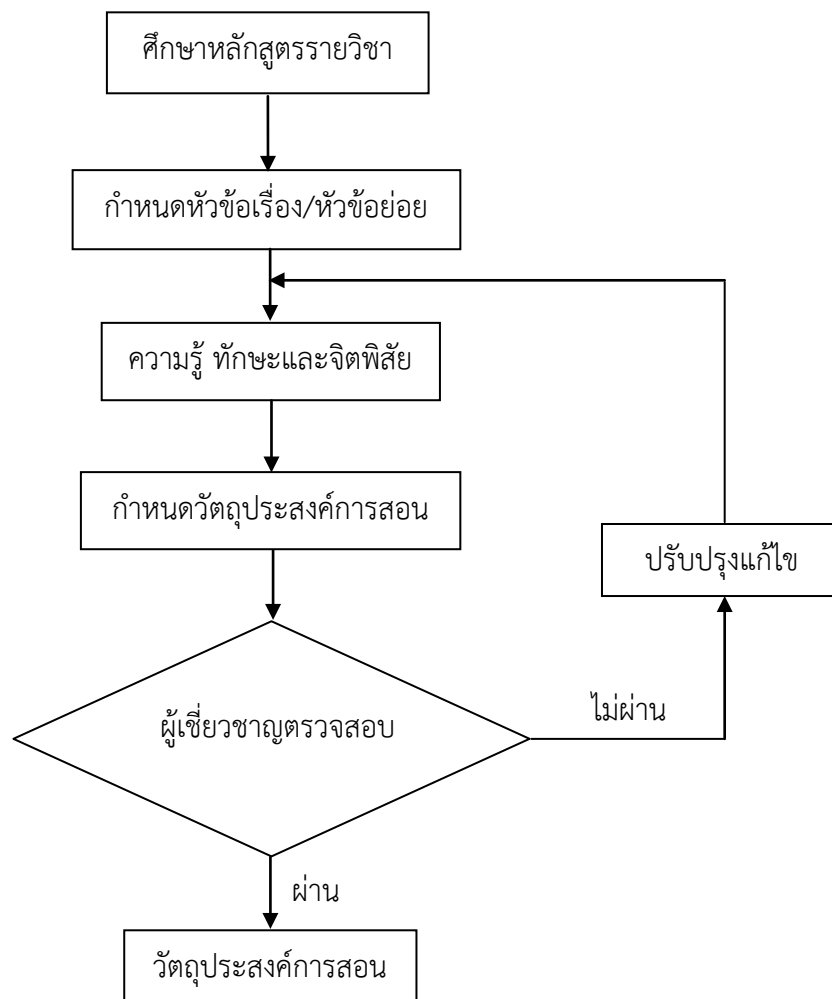 ศึกษาหลักสูตรรายวิชา
กำหนดหัวข้อเรื่อง/หัวข้อย่อย
ความรู้ ทักษะและจิตพิสัย
กำหนดวัตถุประสงค์การสอน
ปรับปรุงแก้ไข
ผู้เชี่ยวชาญตรวจสอบ
ไม่ผ่าน
ผ่าน
วัตถุประสงค์การสอน